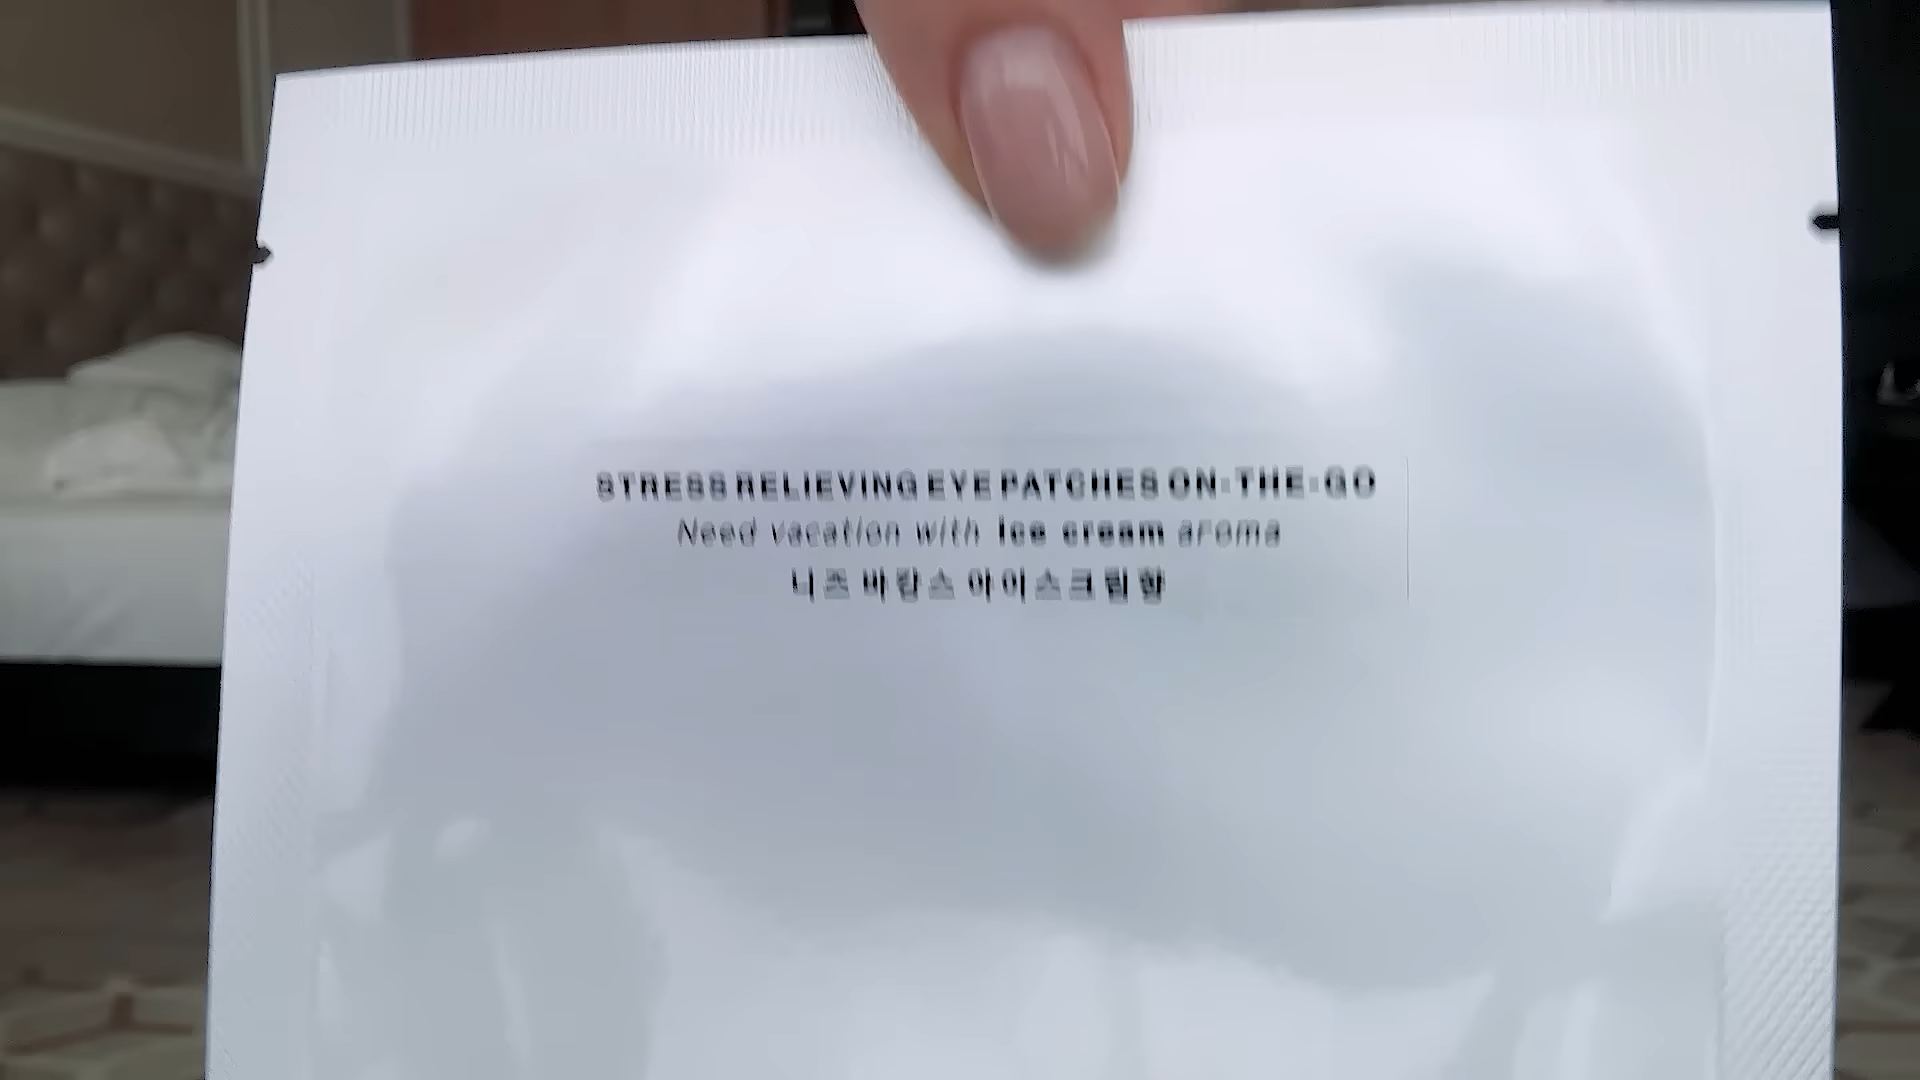 STRESS RELIEVING EYE PATCHES ON-THE-GO
Need vacation with ice cream aroma
니즈 바캉스 아이스크림향